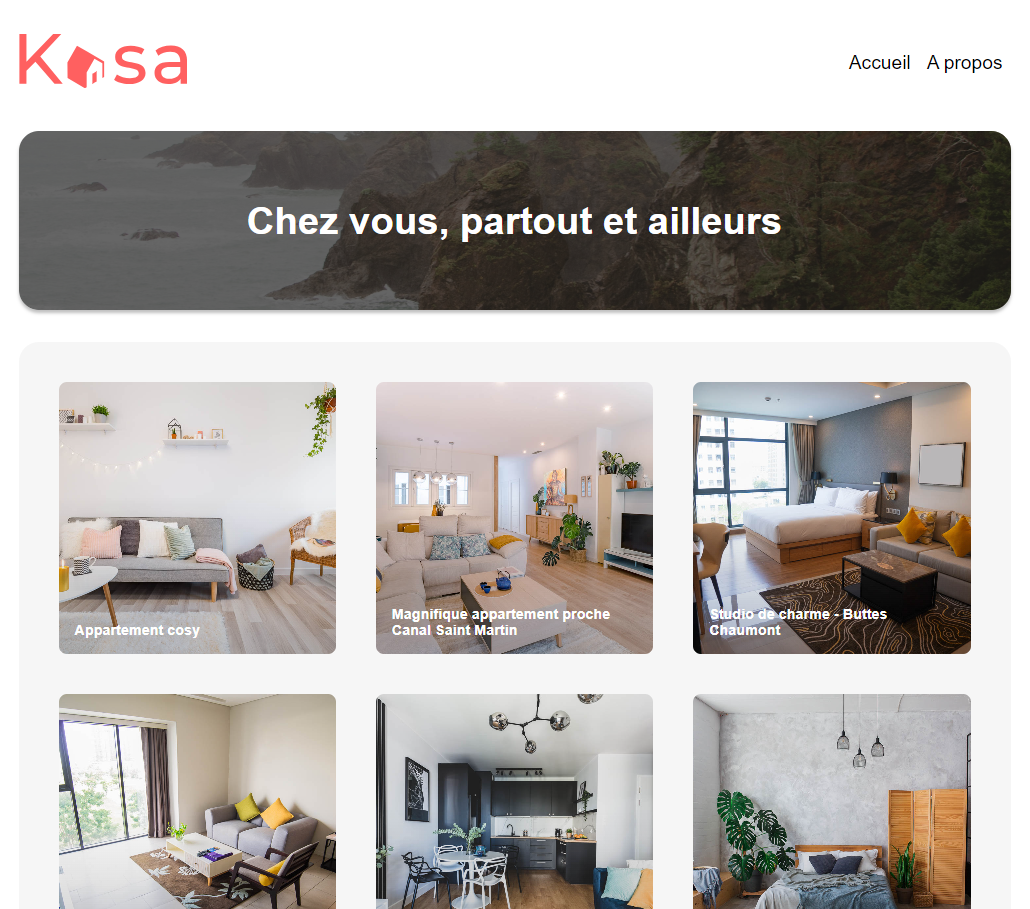 Kasa
Accueil A propos
Chez vous, partout et ailleurs
Appartement cosy
Magnifique appartement proche
Canal Saint Martin
Studio de charme - Buttes
Chaumont